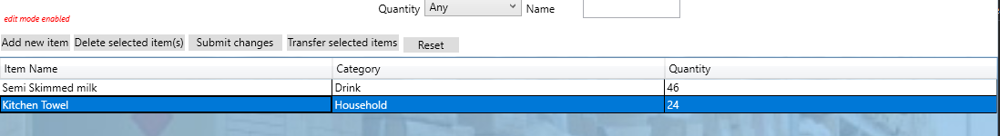 Quantity Any Name
edit mode enabled
Add new item Delete selected item(s) Submit changes Transfer selected items Reset
Item Name Category Quantity
Semi Skimmed milk Drink 46
Kitchen Towel Household 24